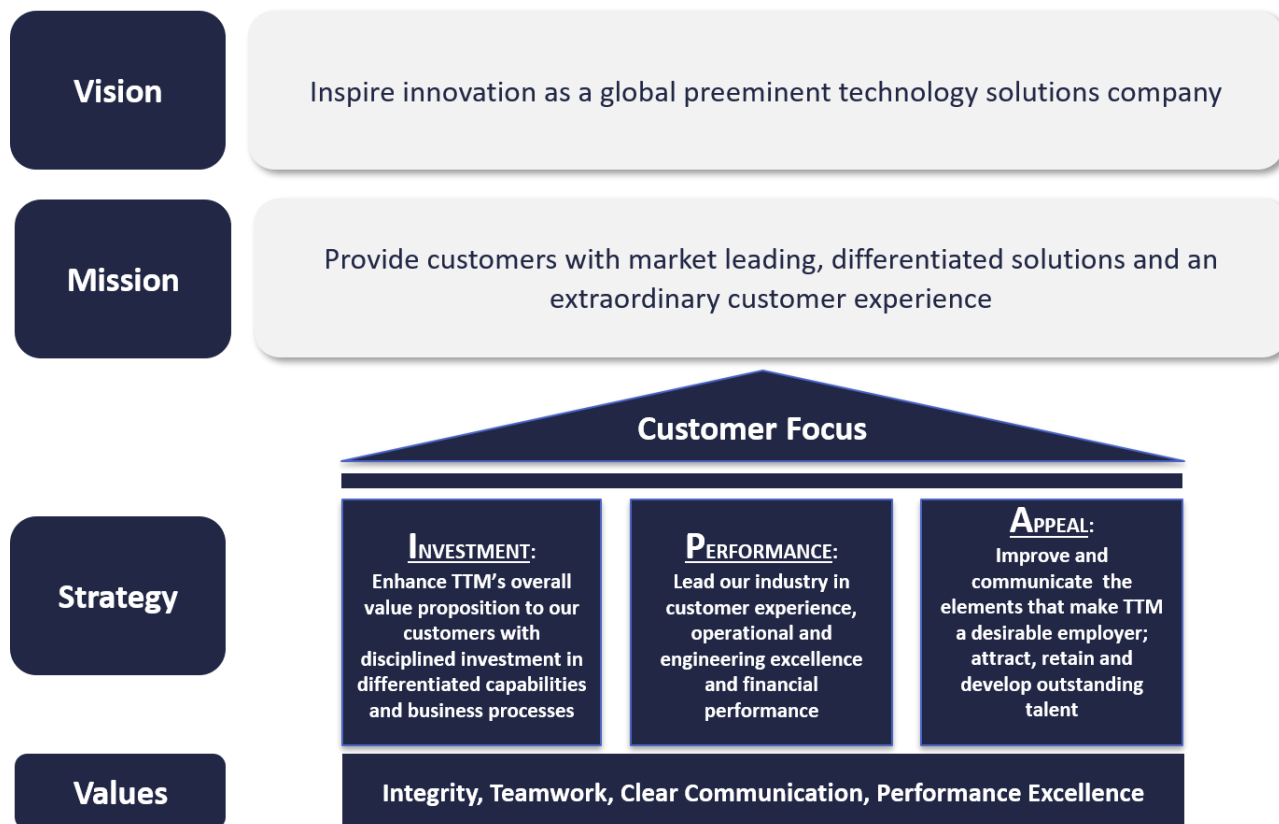 Vision
Inspire innovation as a global preeminent technology solutions company
Mission
Provide customers with market leading, differentiated solutions and an
extraordinary customer experience
Customer Focus
Strategy
INVESTMENT:
Enhance TTM’s overall
value proposition to our
customers with
disciplined investment in
differentiated capabilities
and business processes
PERFORMANCE:
Lead our industry in
customer experience,
operational and
engineering excellence
and financial
performance
APPEAL:
Improve and
communicate the
elements that make TTM
a desirable employer;
attract, retain and
develop outstanding
talent
Values
Integrity, Teamwork, Clear Communication, Performance Excellence